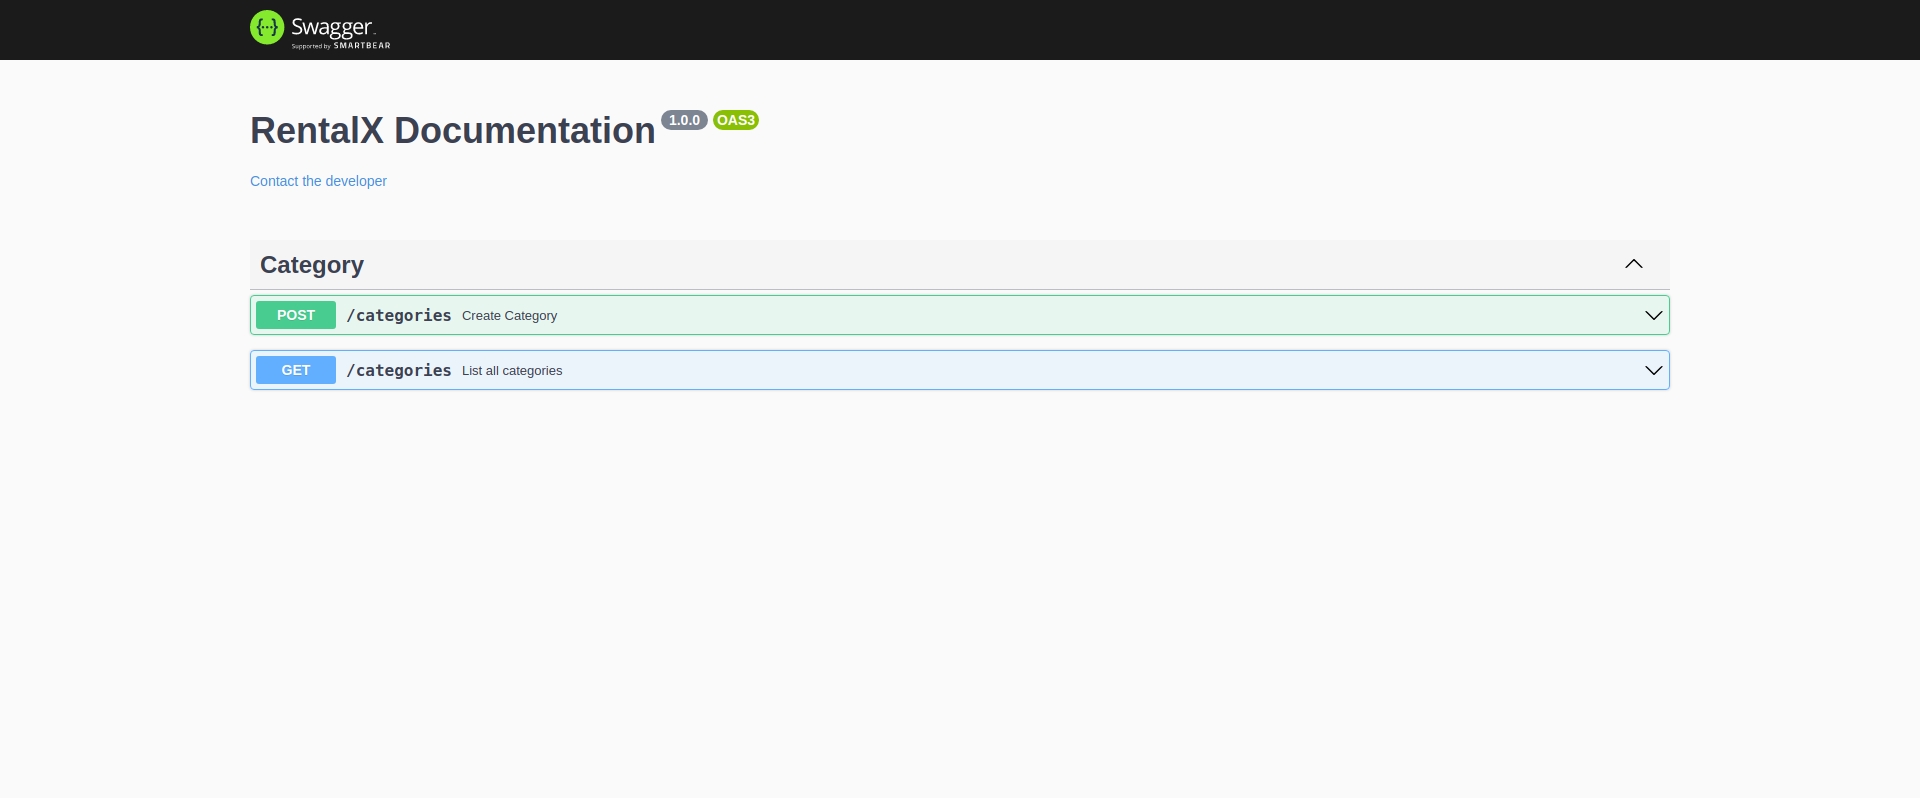 {···} Swagger
Supported by SMARTBEAR
RentalX Documentation 1.0.0 OAS3
Contact the developer
Category
POST /categories Create Category
GET /categories List all categories